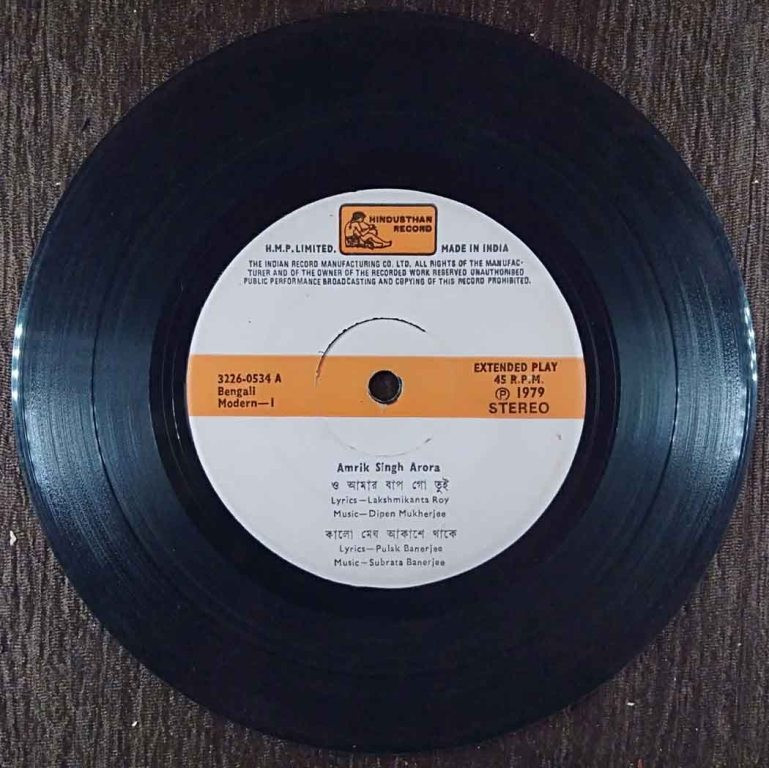 HINDUSTHAN
RECORD
H.M.P. LIMITED. MADE IN INDIA
THE INDIAN RECORD MANUFACTURING CO. LTD. ALL RIGHTS OF THE MANUFAC-
TURER AND OF THE OWNER OF THE RECORDED WORK RESERVED UNAUTHORISED
PUBLIC PERFORMANCE BROADCASTING AND COPYING OF THIS RECORD PROHIBITED.
3226-0534 A
Bengali
Modern—I
EXTENDED PLAY
45 R.P.M.
Ⓟ 1979
STEREO
Amrik Singh Arora
ও আমার বাপ গো তুই
Lyrics—Lakshmikanta Roy
Music—Dipen Mukherjee
কালো মেঘ আকাশে থাকে
Lyrics—Pulak Banerjee
Music—Subrata Banerjee